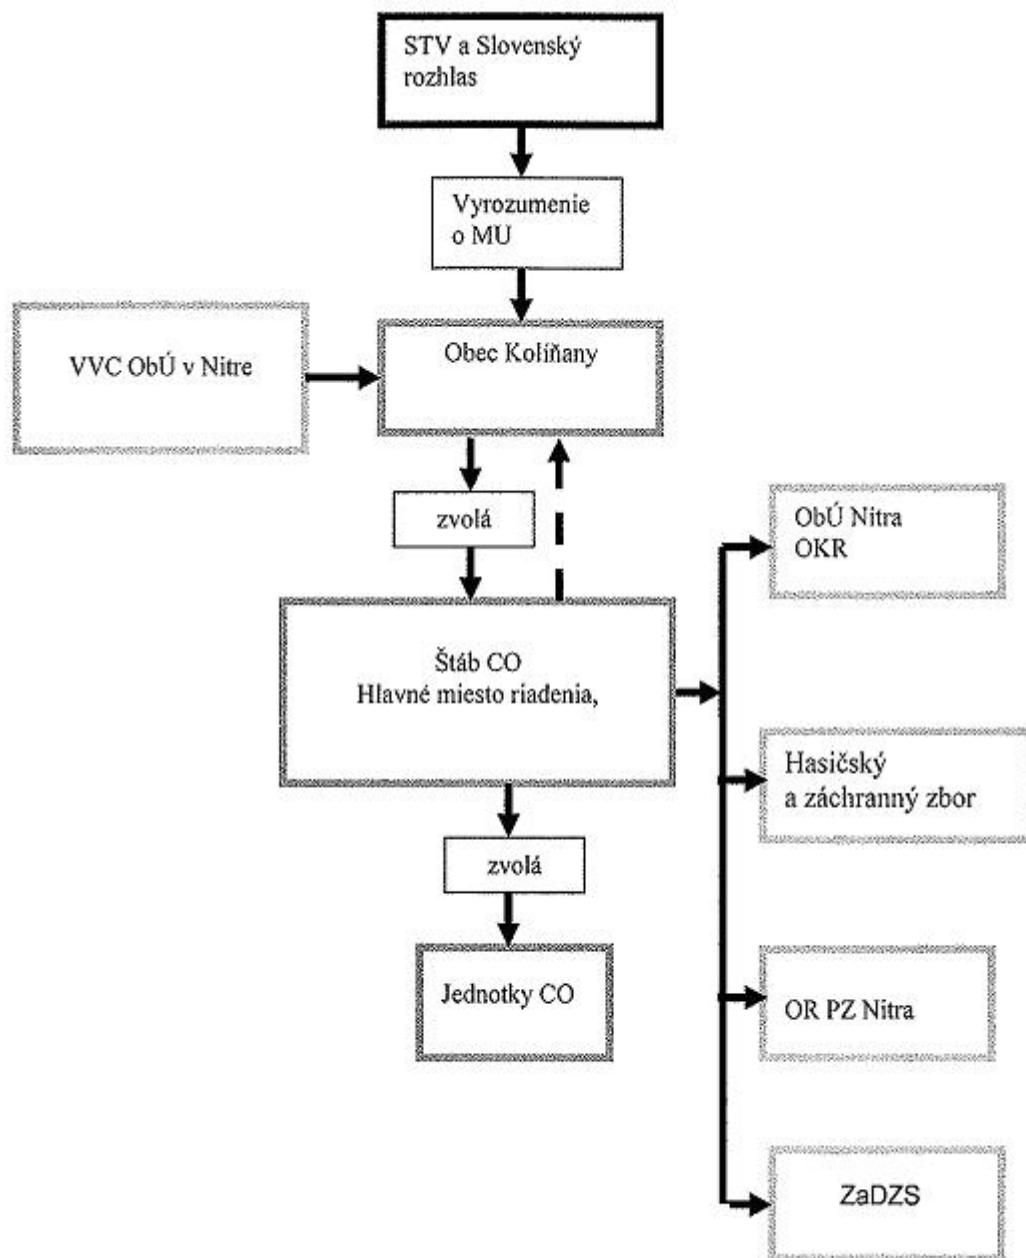 STV a Slovenský
rozhlas
Vyrozumenie
o MU
VVC ObÚ v Nitre
Obec Kolíňany
zvolá
ObÚ Nitra
OKR
Štáb CO
Hlavné miesto riadenia,
Hasičský
a záchranný zbor
zvolá
Jednotky CO
OR PZ Nitra
ZaDZS